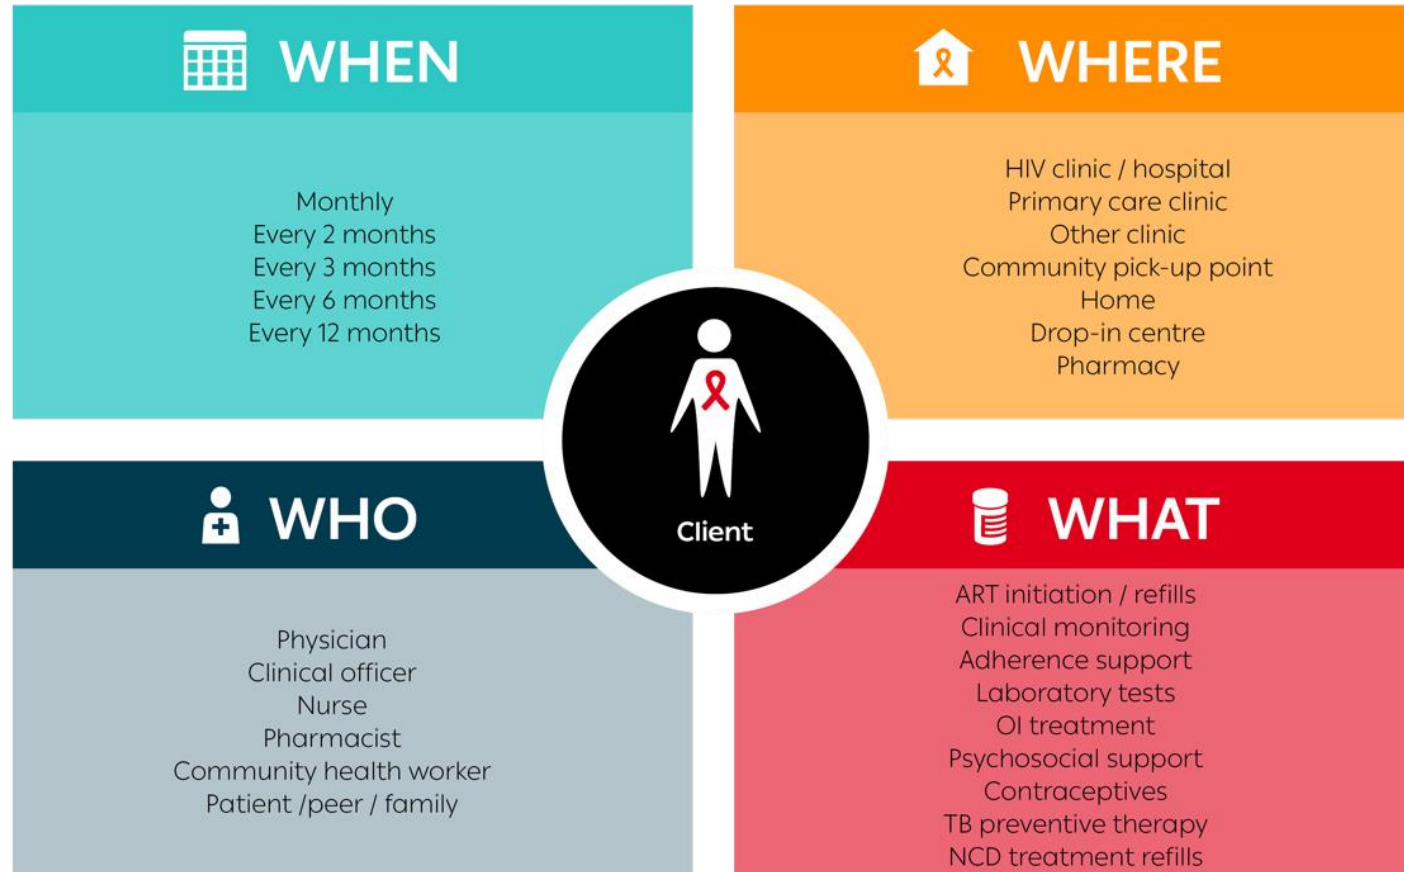 WHEN
Monthly
Every 2 months
Every 3 months
Every 6 months
Every 12 months
WHERE
HIV clinic / hospital
Primary care clinic
Other clinic
Community pick-up point
Home
Drop-in centre
Pharmacy
Client
WHO
Physician
Clinical officer
Nurse
Pharmacist
Community health worker
Patient /peer / family
WHAT
ART initiation / refills
Clinical monitoring
Adherence support
Laboratory tests
OI treatment
Psychosocial support
Contraceptives
TB preventive therapy
NCD treatment refills